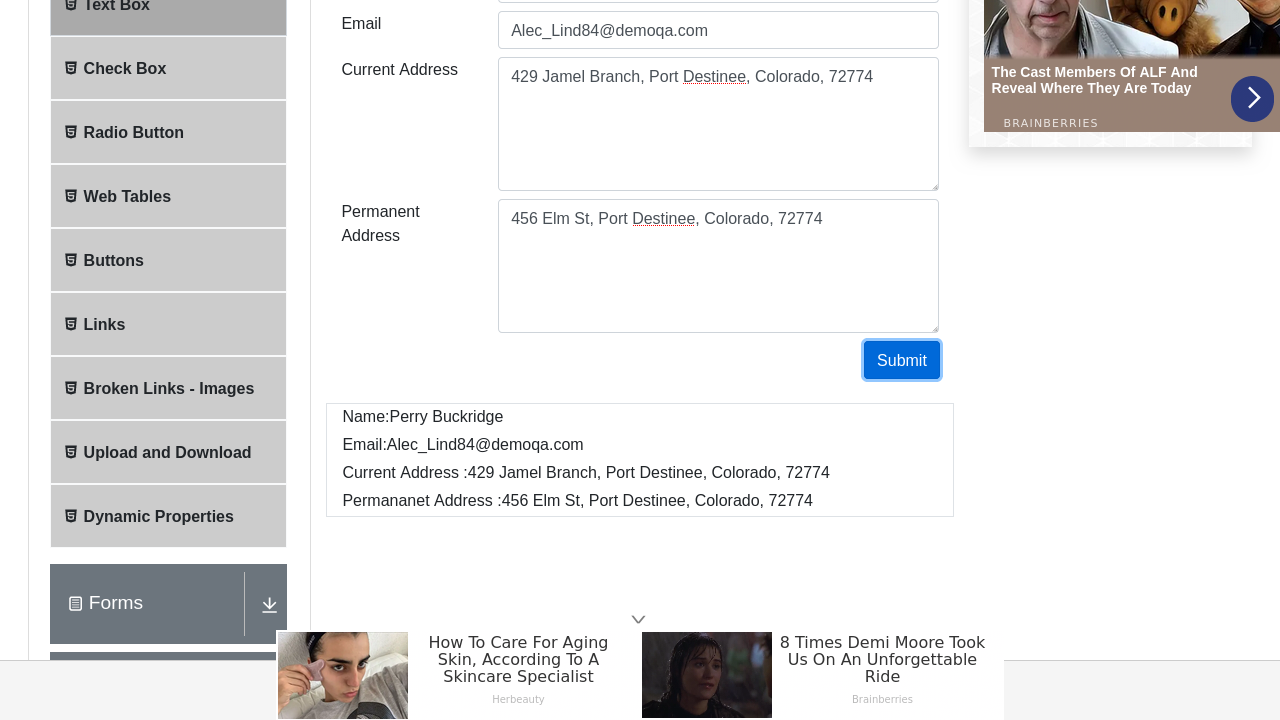 Text Box
Check Box
Radio Button
Web Tables
Buttons
Links
Broken Links - Images
Upload and Download
Dynamic Properties
Forms
Email
Alec_Lind84@demoqa.com
Current Address
429 Jamel Branch, Port Destinee, Colorado, 72774
Permanent
Address
456 Elm St, Port Destinee, Colorado, 72774
Submit
Name:Perry Buckridge
Email:Alec_Lind84@demoqa.com
Current Address :429 Jamel Branch, Port Destinee, Colorado, 72774
Permananet Address :456 Elm St, Port Destinee, Colorado, 72774
The Cast Members Of ALF And
Reveal Where They Are Today
BRAINBERRIES
How To Care For Aging
Skin, According To A
Skincare Specialist
Herbeauty
8 Times Demi Moore Took
Us On An Unforgettable
Ride
Brainberries